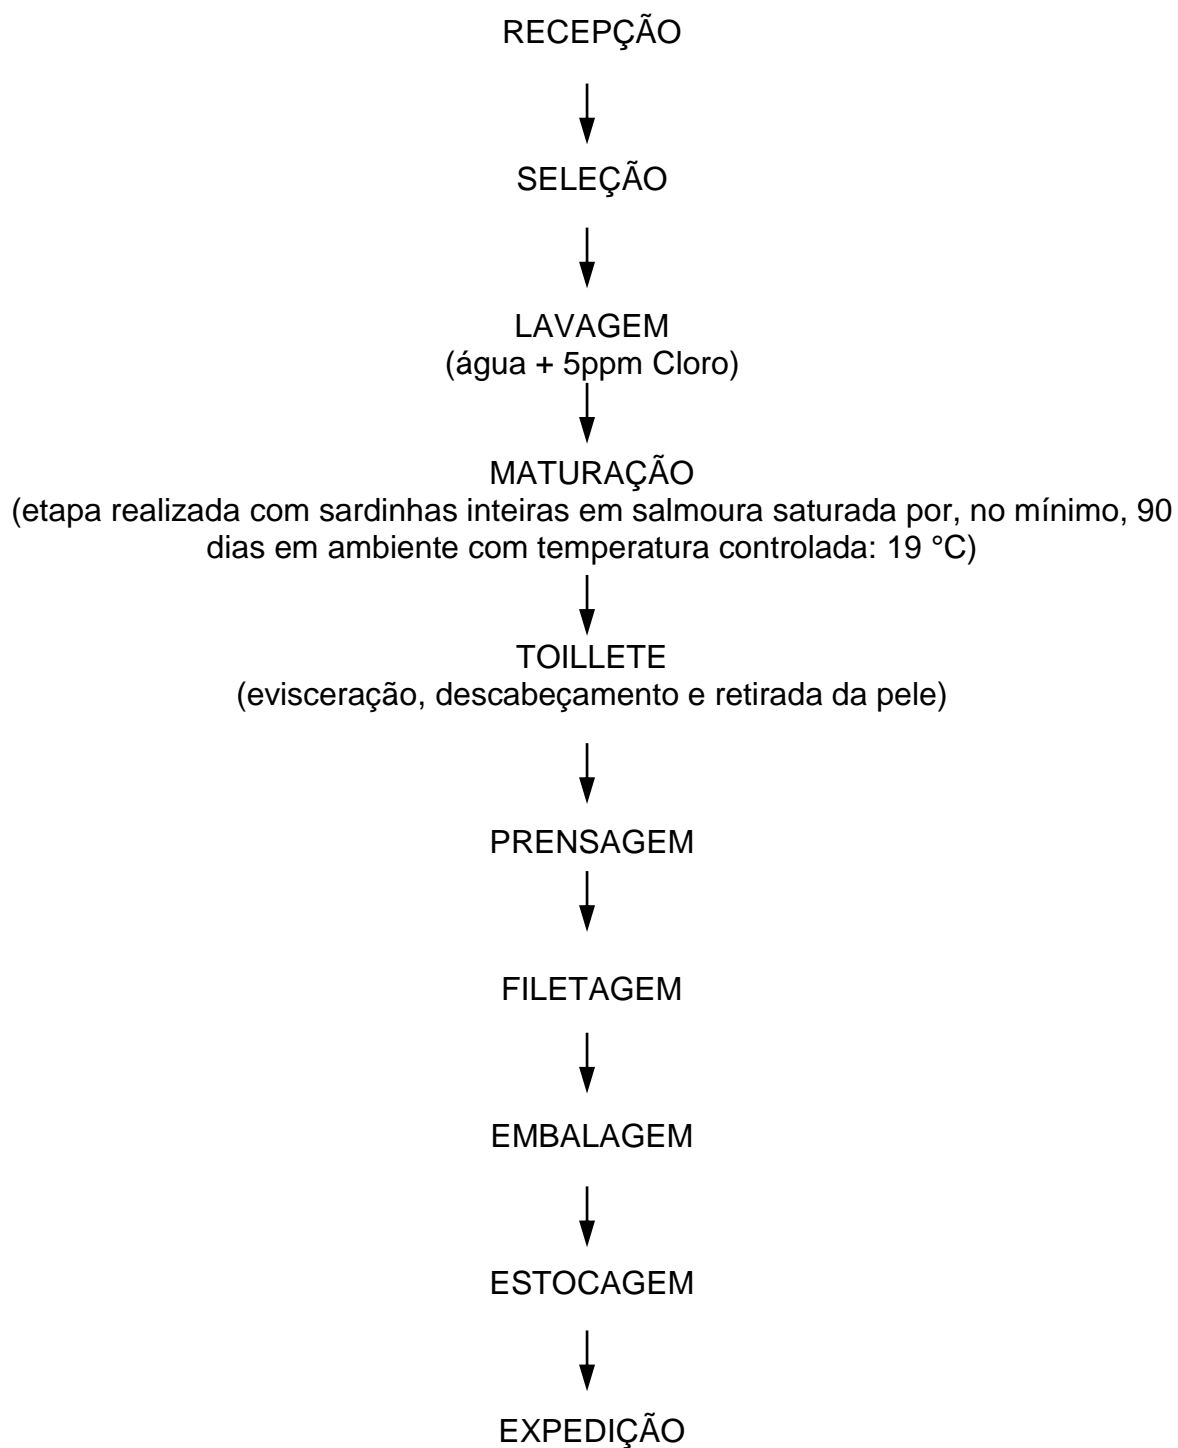 RECEPÇÃO
SELEÇÃO
LAVAGEM
(água + 5ppm Cloro)
MATURAÇÃO
(etapa realizada com sardinhas inteiras em salmoura saturada por, no mínimo, 90
dias em ambiente com temperatura controlada: 19 °C)
TOILLETE
(evisceração, descabeçamento e retirada da pele)
PRENSAGEM
FILETAGEM
EMBALAGEM
ESTOCAGEM
EXPEDIÇÃO